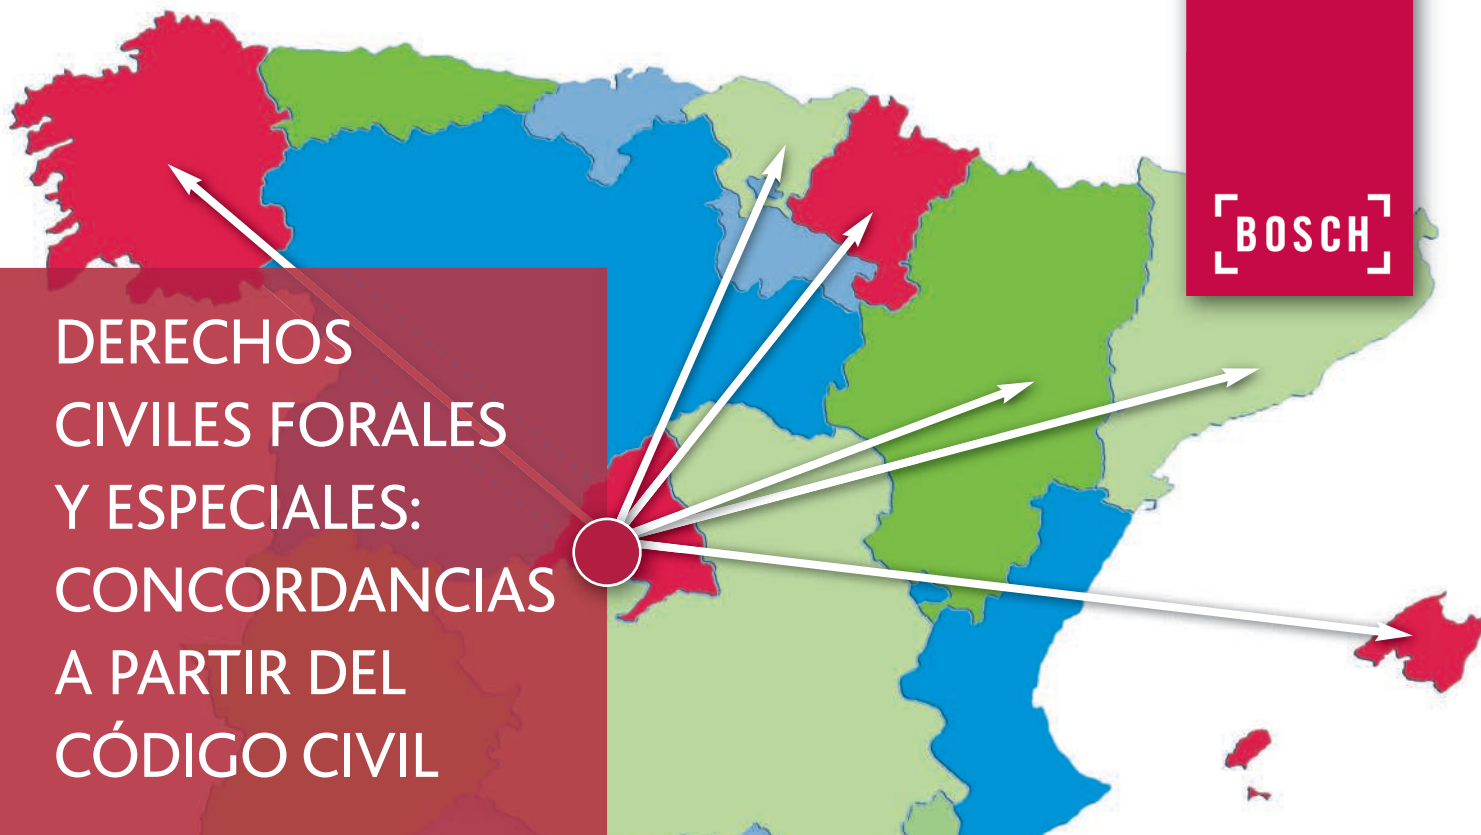 BOSCH
DERECHOS
CIVILES FORALES
Y ESPECIALES:
CONCORDANCIAS
A PARTIR DEL
CÓDIGO CIVIL